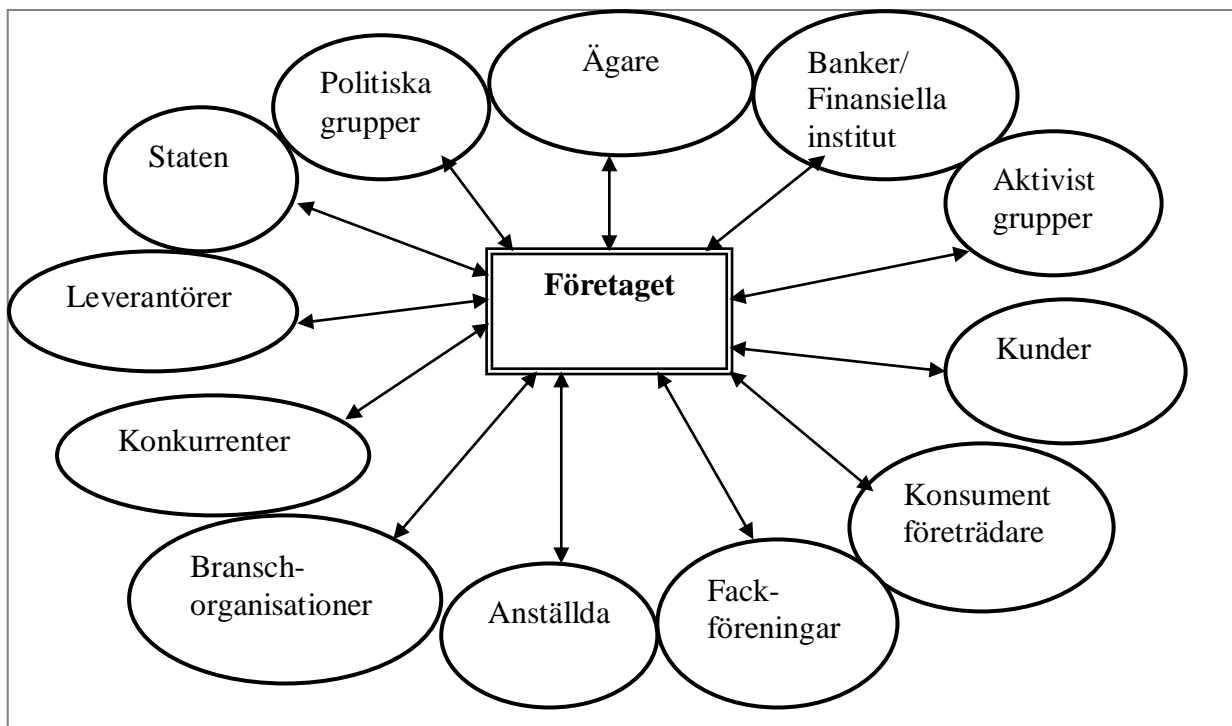 Ägare
Banker/
Finansiella
institut
Politiska
grupper
Staten
Aktivist
grupper
Företaget
Leverantörer
Kunder
Konkurrenter
Konsument
företrädare
Bransch-
organisationer
Anställda
Fack-
föreningar